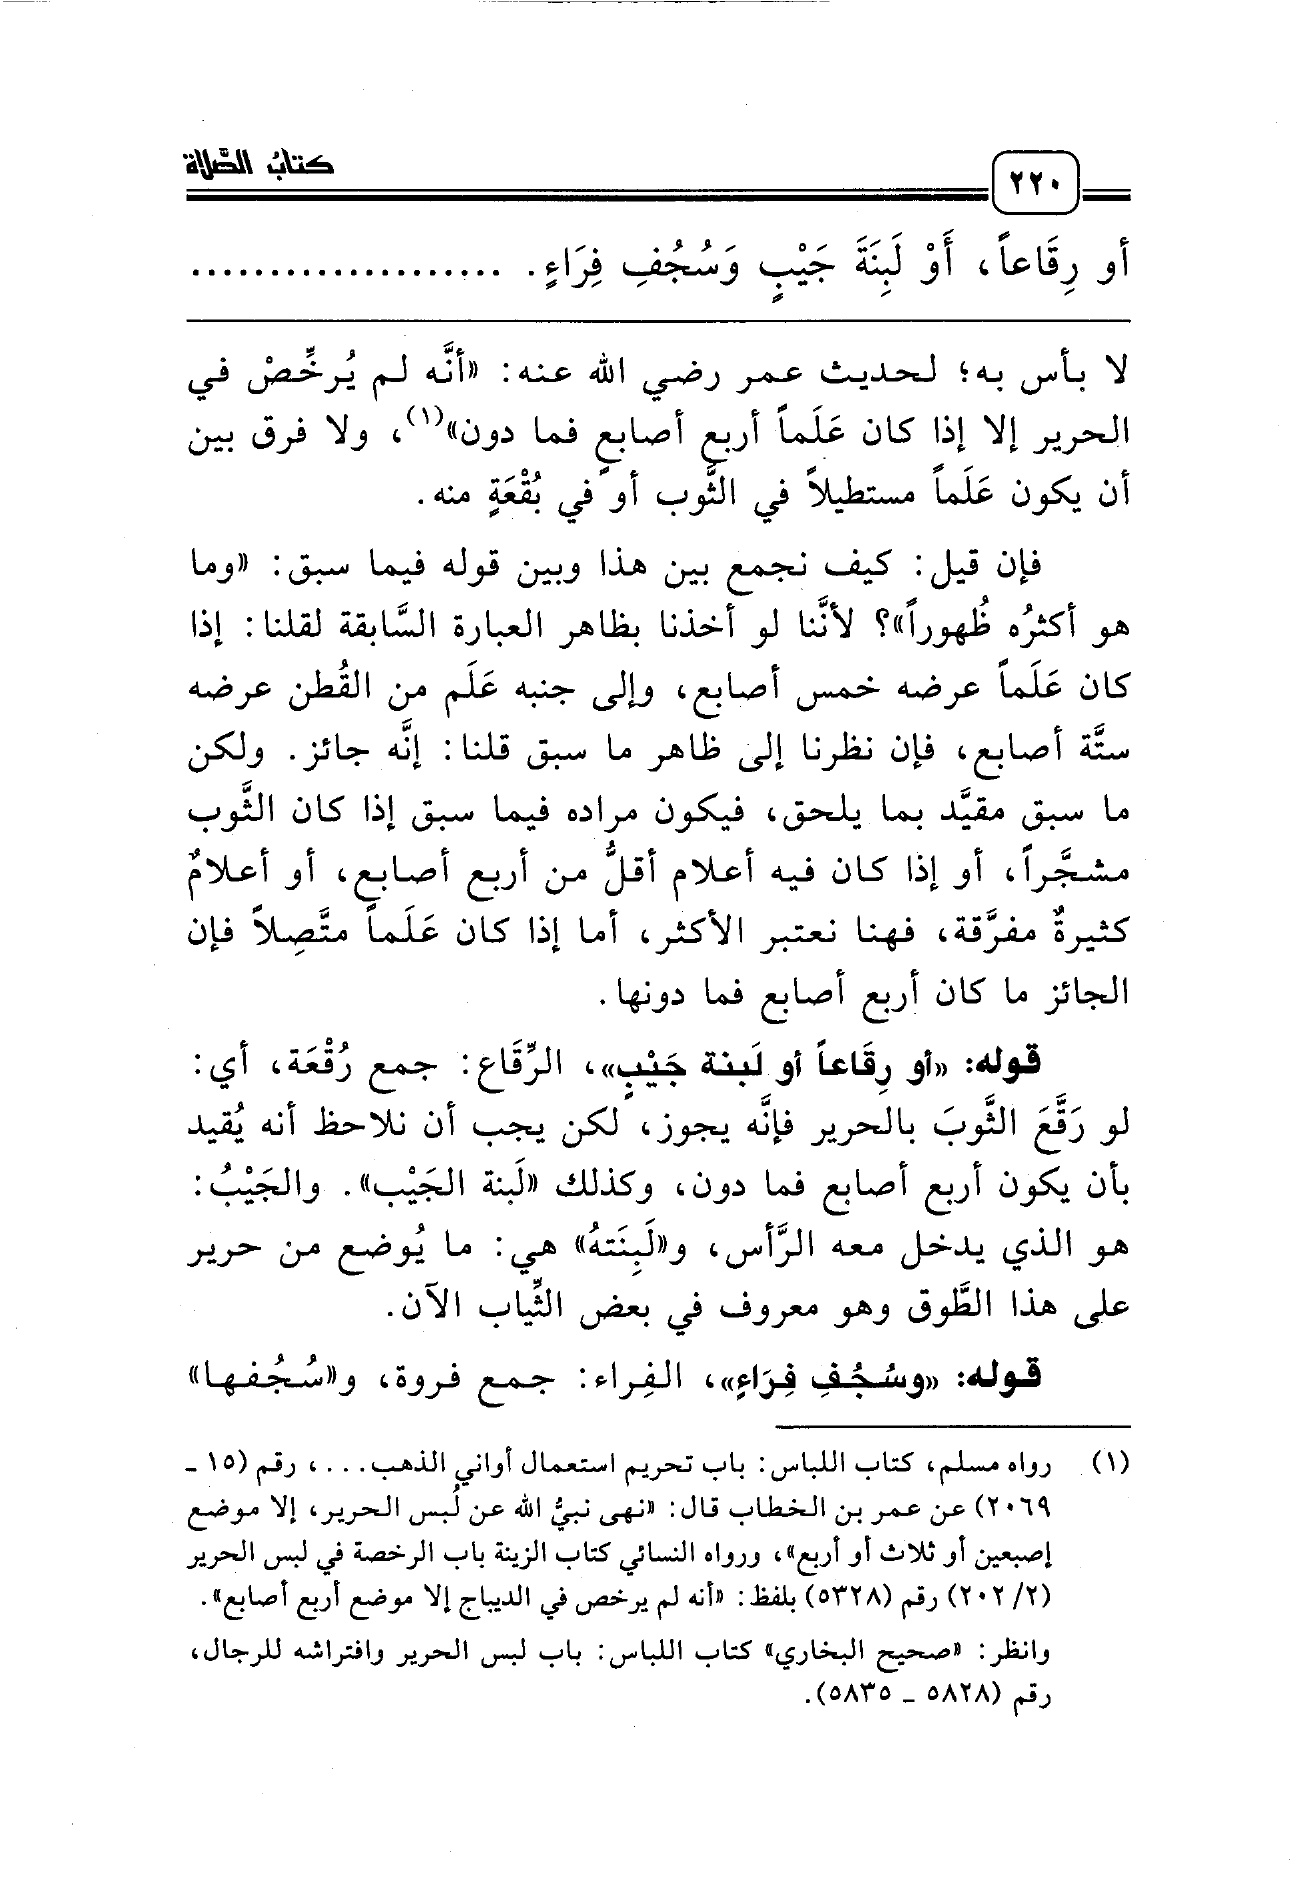 كتابُ الصَّلاة
٢٢٠
أو رِقَاعاً، أَوْ لَبِنَةَ جَيْبٍ وَسُجُفِ فِرَاءٍ. ....................
لا بأس به؛ لحديث عمر رضي الله عنه: «أنَّه لم يُرخِّصْ في
الحرير إلا إذا كان عَلَماً أربع أصابع فما دون»(١)، ولا فرق بين
أن يكون عَلَماً مستطيلاً في الثَّوب أو في بُقْعَةٍ منه.
فإن قيل: كيف نجمع بين هذا وبين قوله فيما سبق: «وما
هو أكثرُه ظُهوراً»؟ لأنَّنا لو أخذنا بظاهر العبارة السَّابقة لقلنا: إذا
كان عَلَماً عرضه خمس أصابع، وإلى جنبه عَلَم من القُطن عرضه
ستَّة أصابع، فإن نظرنا إلى ظاهر ما سبق قلنا: إنَّه جائز. ولكن
ما سبق مقيَّد بما يلحق، فيكون مراده فيما سبق إذا كان الثَّوب
مشجَّراً، أو إذا كان فيه أعلام أقلُّ من أربع أصابع، أو أعلامٌ
كثيرةٌ مفرَّقة، فهنا نعتبر الأكثر، أما إذا كان عَلَماً متَّصِلاً فإن
الجائز ما كان أربع أصابع فما دونها.
قوله: «أو رِقَاعاً أو لَبنة جَيْبٍ»، الرِّقَاع: جمع رُقْعَة، أي:
لو رَقَّعَ الثَّوبَ بالحرير فإنَّه يجوز، لكن يجب أن نلاحظ أنه يُقيد
بأن يكون أربع أصابع فما دون، وكذلك «لَبنة الجَيْب». والجَيْبُ:
هو الذي يدخل معه الرَّأس، و«لَبِنَتهُ» هي: ما يُوضع من حرير
على هذا الطَّوق وهو معروف في بعض الثِّياب الآن.
قوله: «وسُجُفِ فِرَاءٍ»، الفِراء: جمع فروة، و«سُجُفها»
(١) رواه مسلم، كتاب اللباس: باب تحريم استعمال أواني الذهب...، رقم (١٥ ـ
٢٠٦٩) عن عمر بن الخطاب قال: «نهى نبيُّ الله عن لُبس الحرير، إلا موضع
إصبعين أو ثلاث أو أربع»، ورواه النسائي كتاب الزينة باب الرخصة في لبس الحرير
(٢/ ٢٠٢) رقم (٥٣٢٨) بلفظ: «أنه لم يرخص في الديباج إلا موضع أربع أصابع».
وانظر: «صحيح البخاري» كتاب اللباس: باب لبس الحرير وافتراشه للرجال،
رقم (٥٨٢٨ ـ ٥٨٣٥).